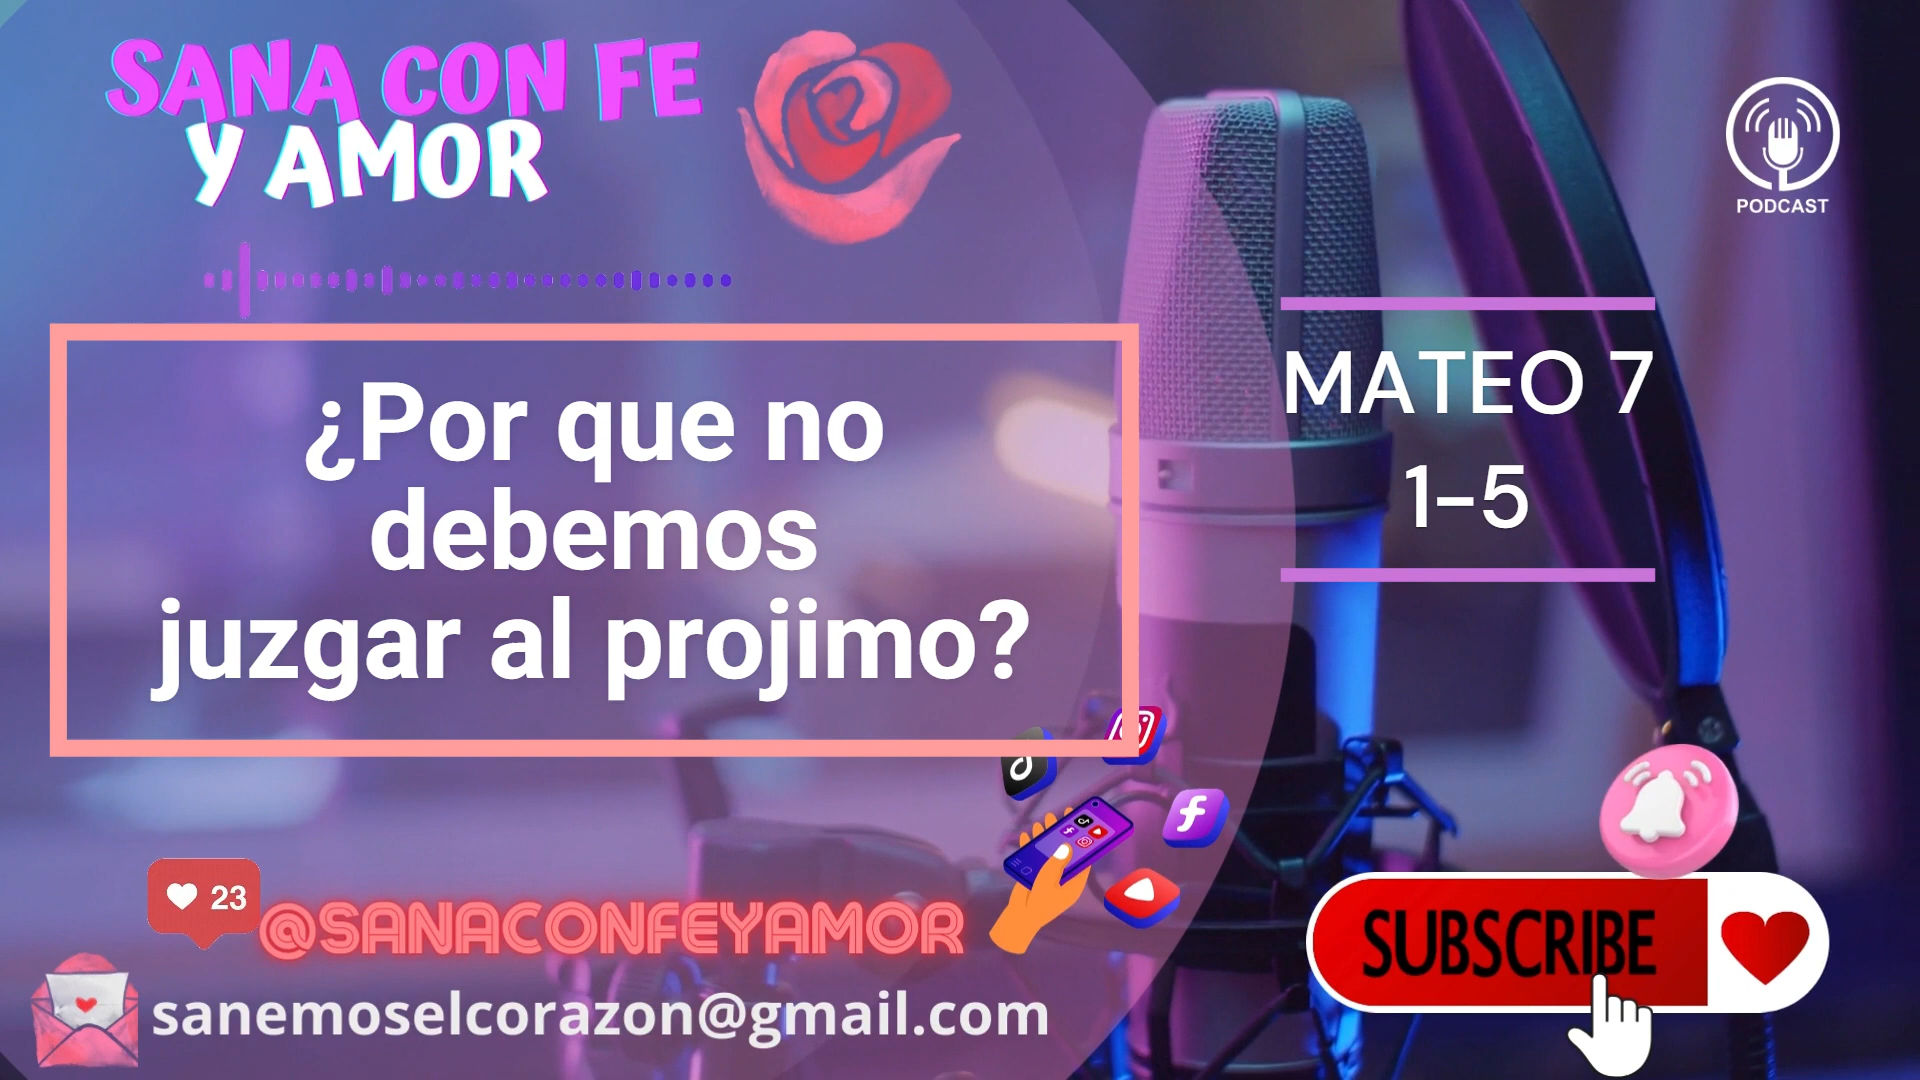 SANA CON FE
Y AMOR
PODCAST
¿Por que no
debemos
juzgar al projimo?
MATEO 7
1-5
23
@SANACONFEYAMOR
sanemoselcorazon@gmail.com
SUBSCRIBE